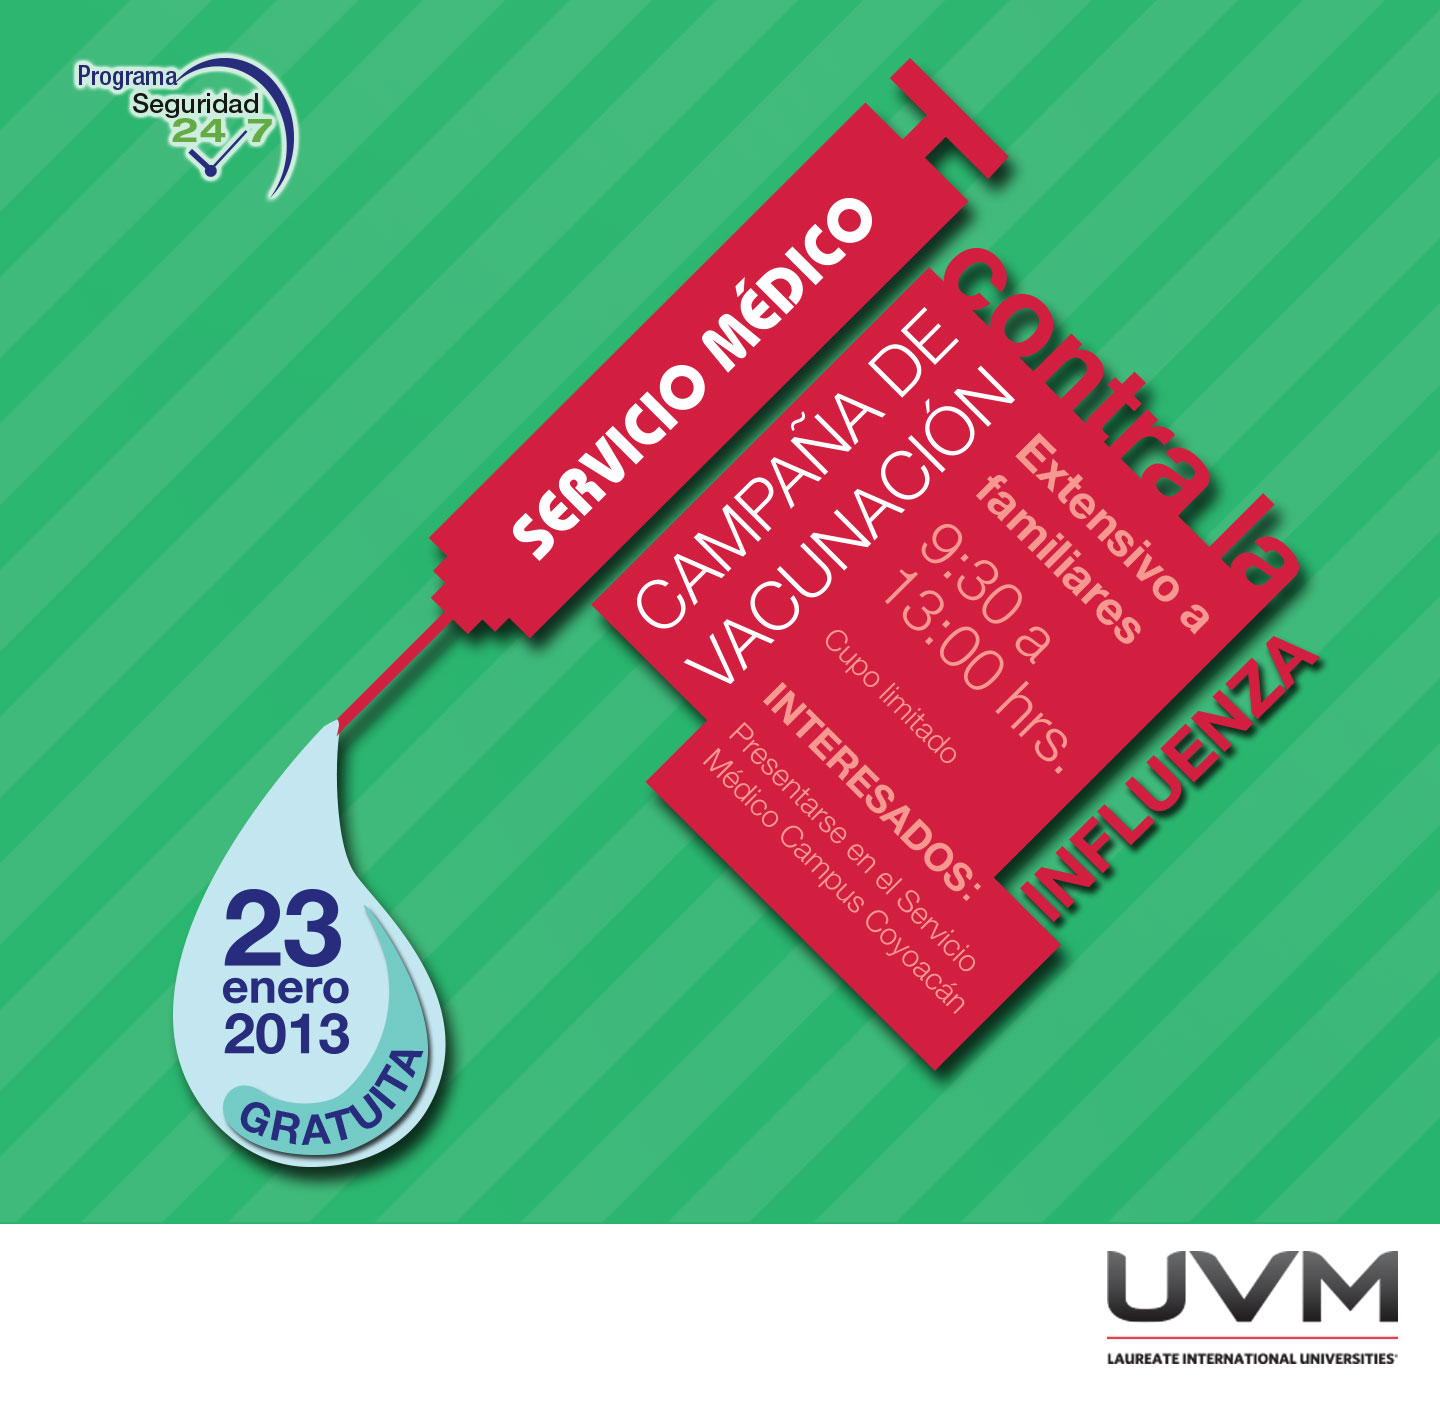 Programa
Seguridad
24 7
SERVICIO MÉDICO
CAMPAÑA DE
VACUNACIÓN
contra la
INFLUENZA
Extensivo a
familiares
9:30 a
13:00 hrs.
Cupo limitado
INTERESADOS:
Presentarse en el Servicio
Médico Campus Coyoacán
23
enero
2013
GRATUITA
UVM
LAUREATE INTERNATIONAL UNIVERSITIES®